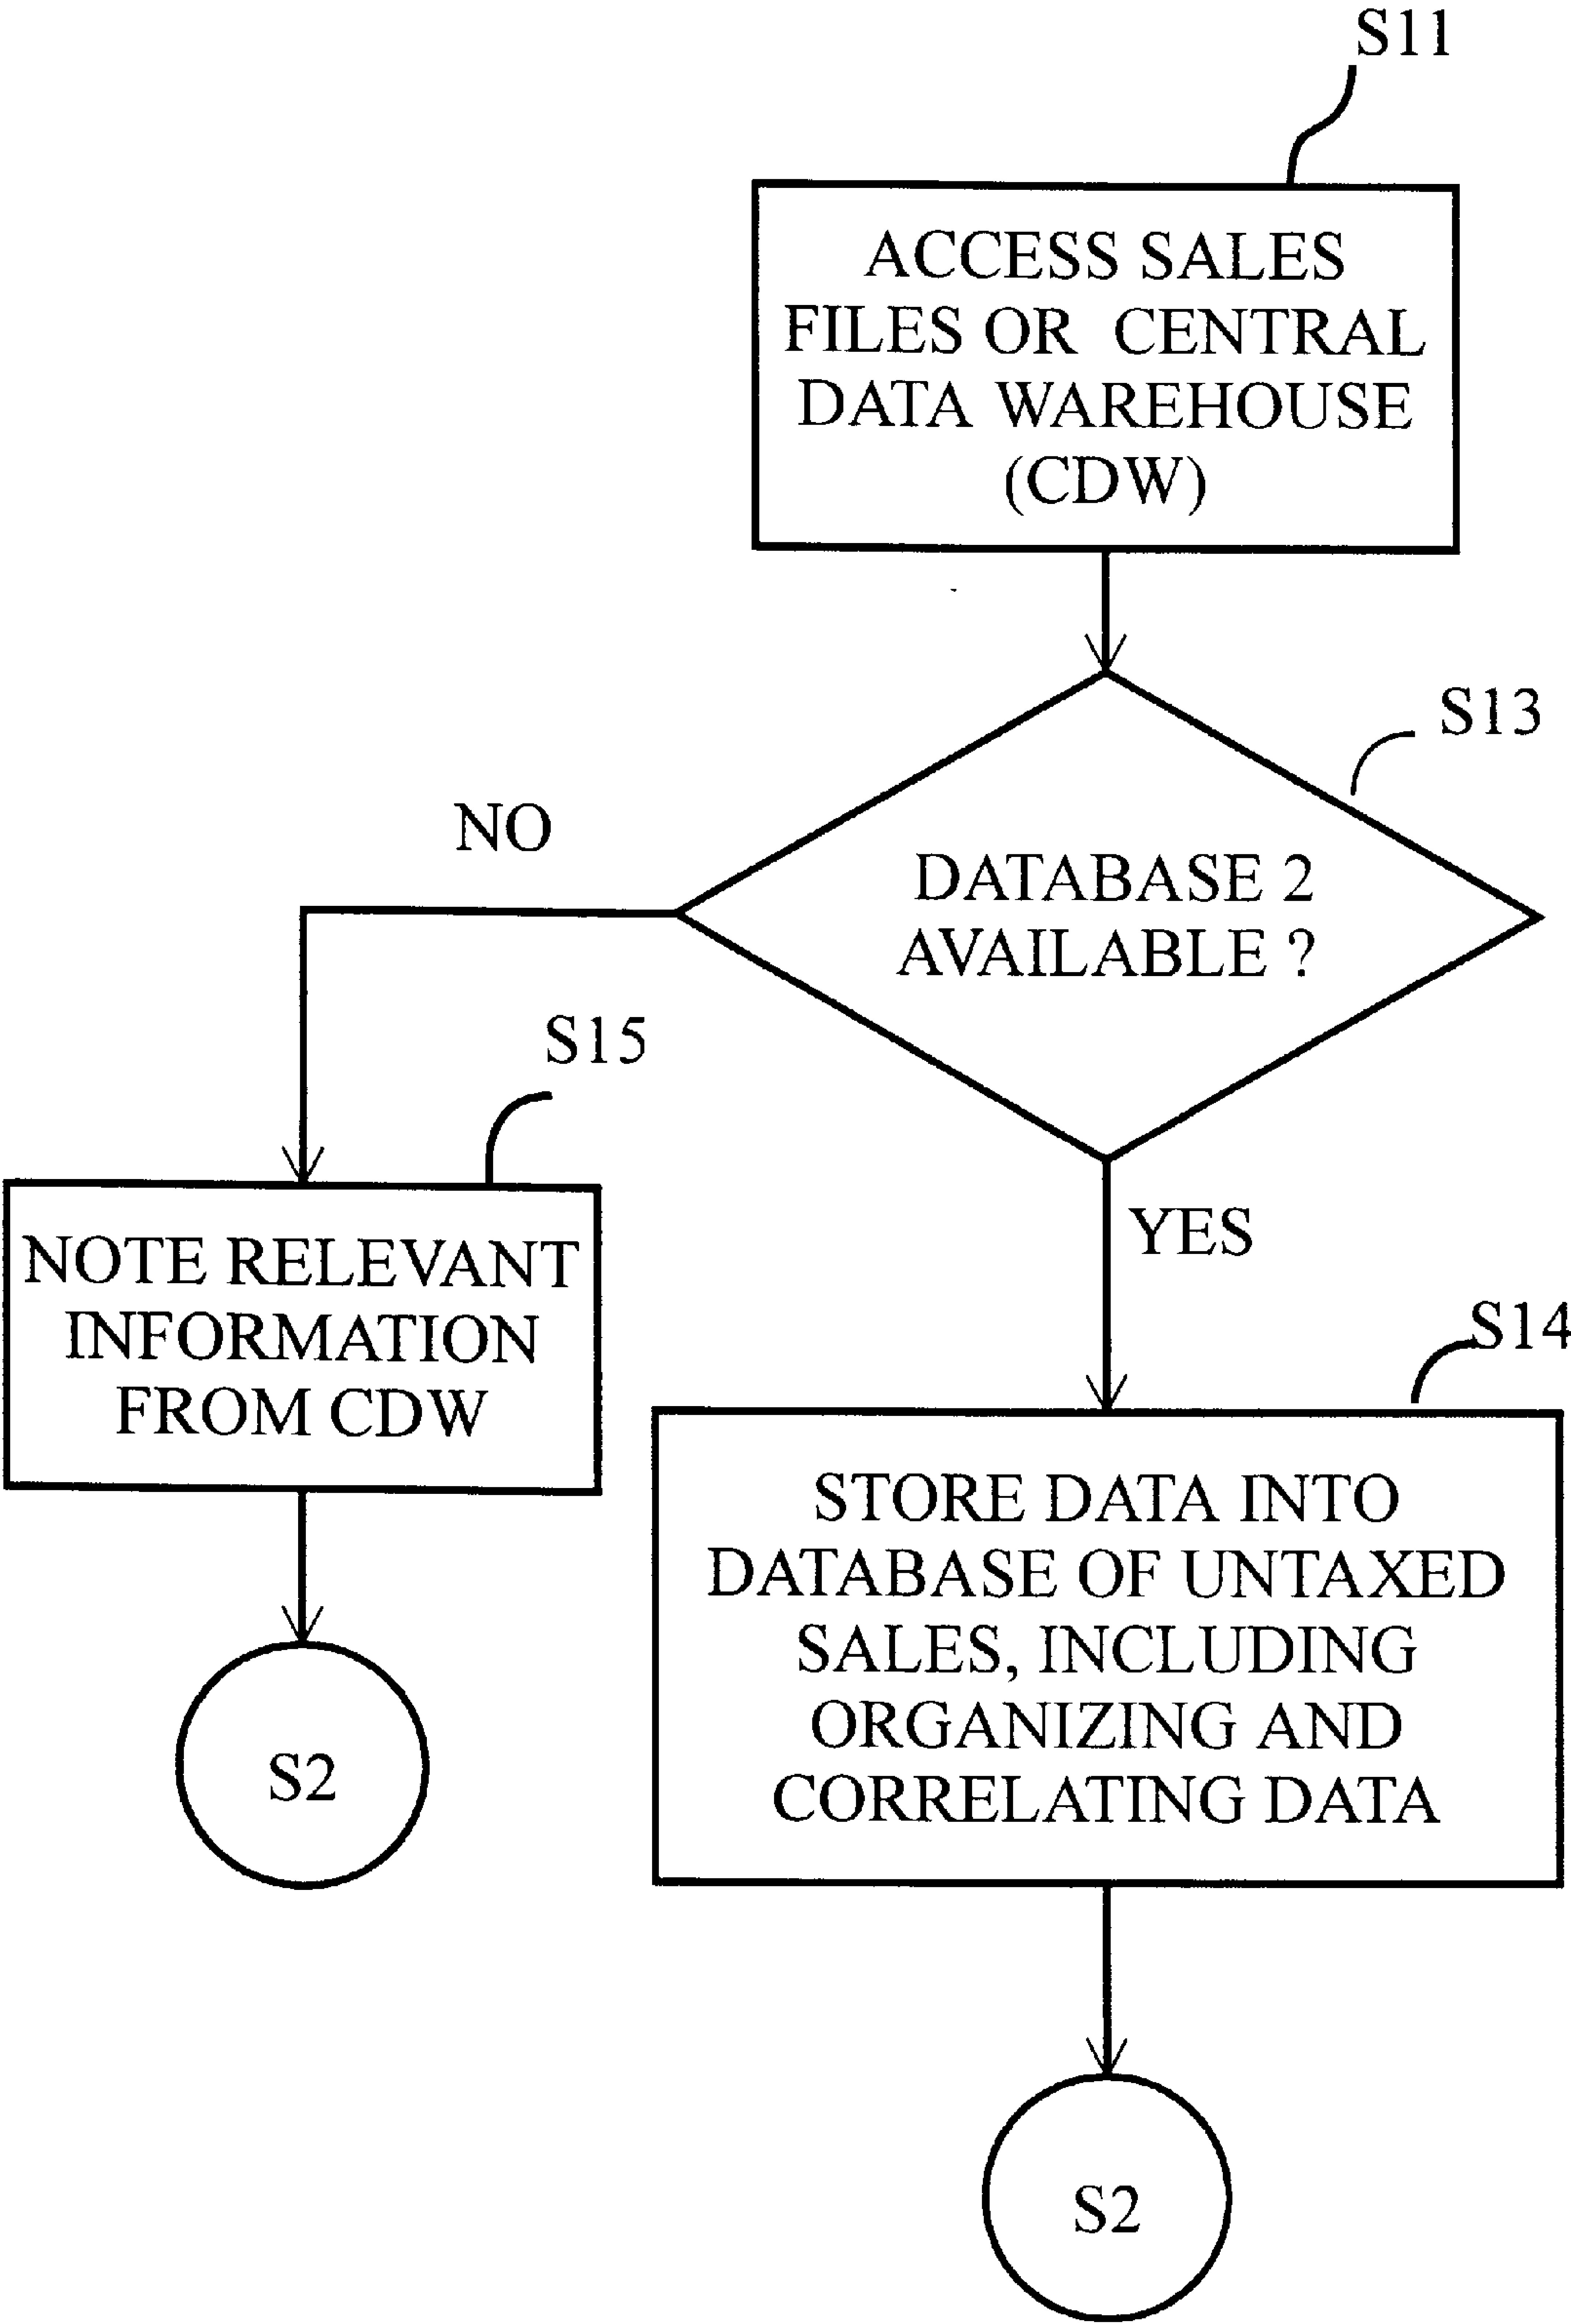 S11
ACCESS SALES
FILES OR CENTRAL
DATA WAREHOUSE
(CDW)
S13
NO
DATABASE 2
AVAILABLE ?
S15
NOTE RELEVANT
INFORMATION
FROM CDW
YES
S14
STORE DATA INTO
DATABASE OF UNTAXED
SALES, INCLUDING
ORGANIZING AND
CORRELATING DATA
S2
S2